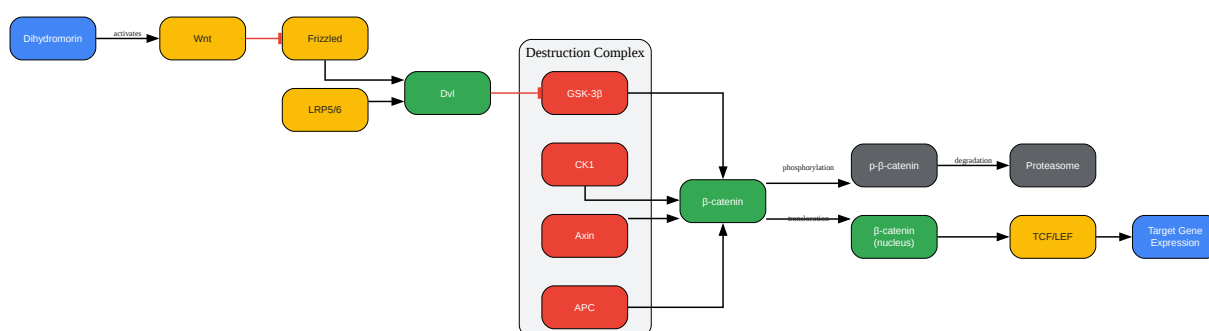 Dihydromorin
activates
Wnt
Frizzled
LRP5/6
Dvl
Destruction Complex
GSK-3β
CK1
Axin
APC
β-catenin
phosphorylation
p-β-catenin
degradation
Proteasome
translocation
β-catenin
(nucleus)
TCF/LEF
Target Gene
Expression